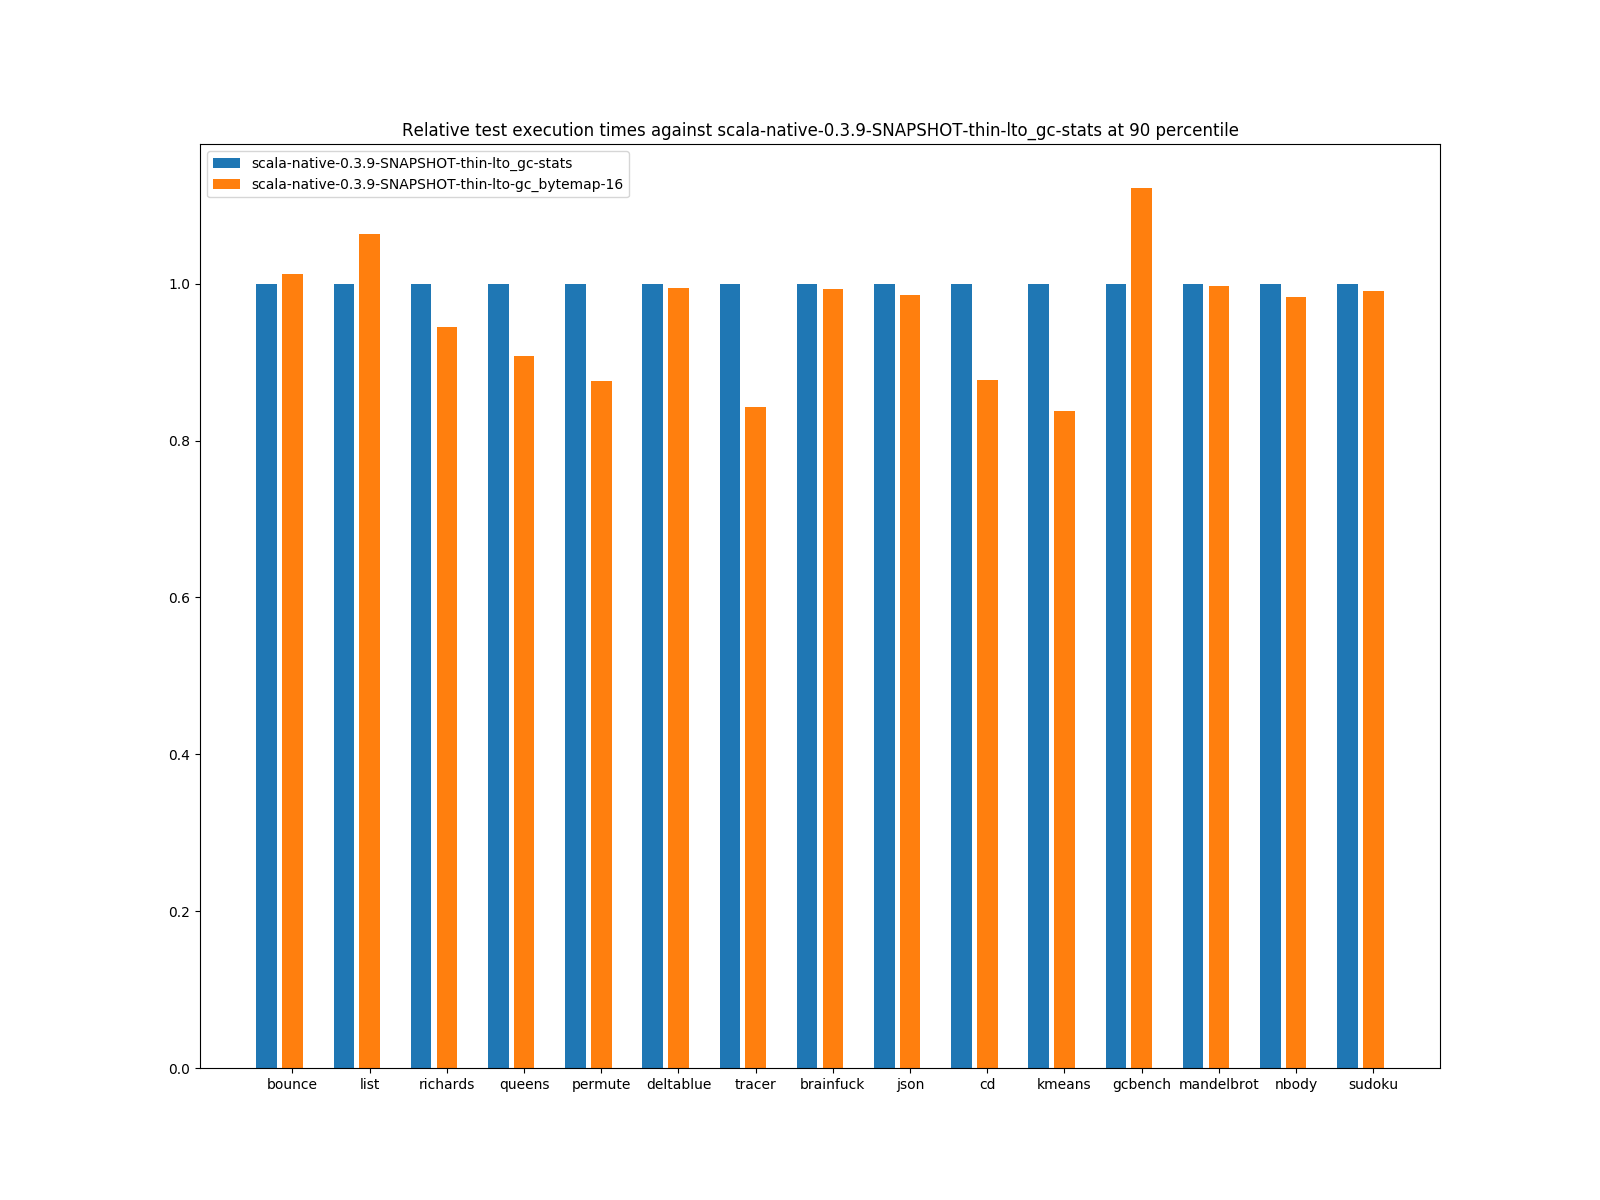 Relative test execution times against scala-native-0.3.9-SNAPSHOT-thin-lto_gc-stats at 90 percentile
scala-native-0.3.9-SNAPSHOT-thin-lto_gc-stats
scala-native-0.3.9-SNAPSHOT-thin-lto-gc_bytemap-16
1.0
0.8
0.6
0.4
0.2
0.0
bounce list richards queens permute deltablue tracer brainfuck json cd kmeans gcbench mandelbrot nbody sudoku